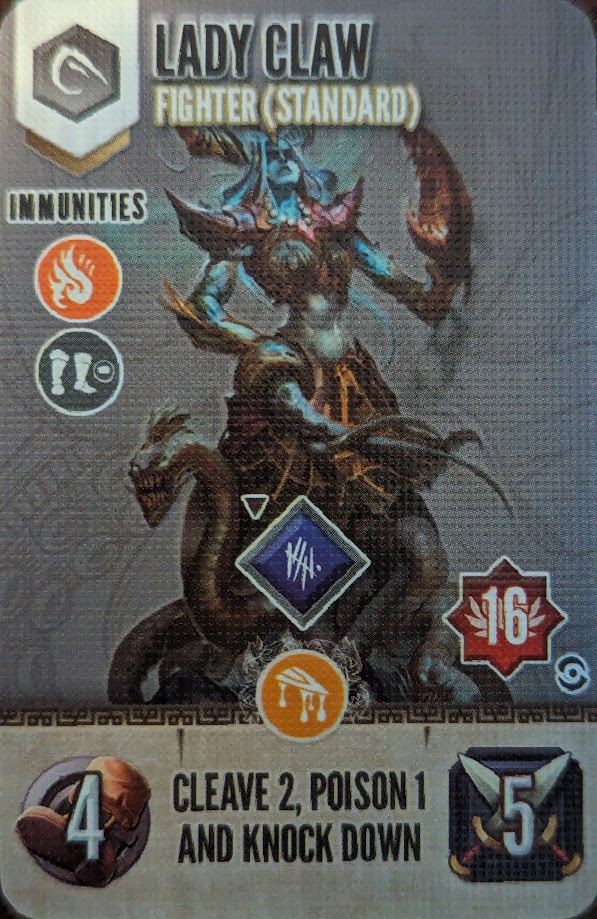 LADY CLAW
FIGHTER (STANDARD)
IMMUNITIES
16
4
CLEAVE 2, POISON 1
AND KNOCK DOWN
5